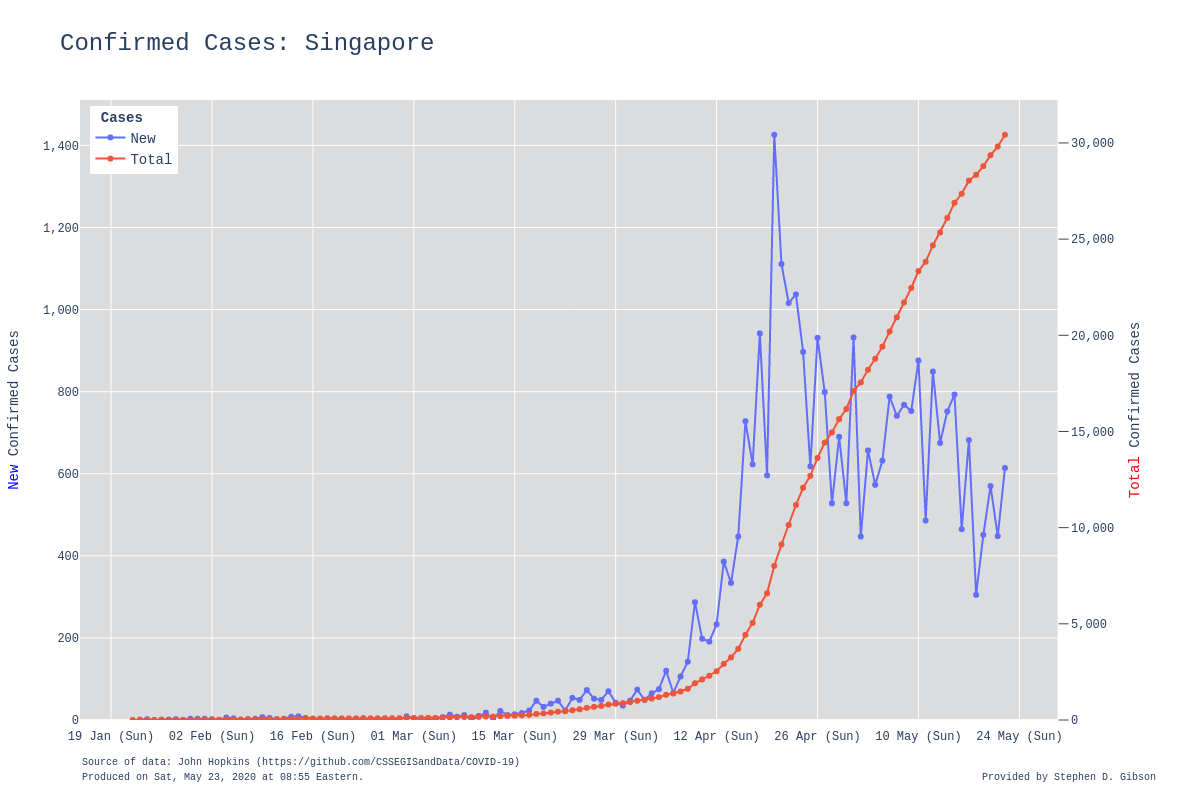 Confirmed Cases: Singapore
Cases
New
Total
1,400
1,200
1,000
800
600
400
200
0
New Confirmed Cases
30,000
25,000
20,000
15,000
10,000
5,000
0
Total Confirmed Cases
19 Jan (Sun) 02 Feb (Sun) 16 Feb (Sun) 01 Mar (Sun) 15 Mar (Sun) 29 Mar (Sun) 12 Apr (Sun) 26 Apr (Sun) 10 May (Sun) 24 May (Sun)
Source of data: John Hopkins (https://github.com/CSSEGISandData/COVID-19)
Produced on Sat, May 23, 2020 at 08:55 Eastern.
Provided by Stephen D. Gibson